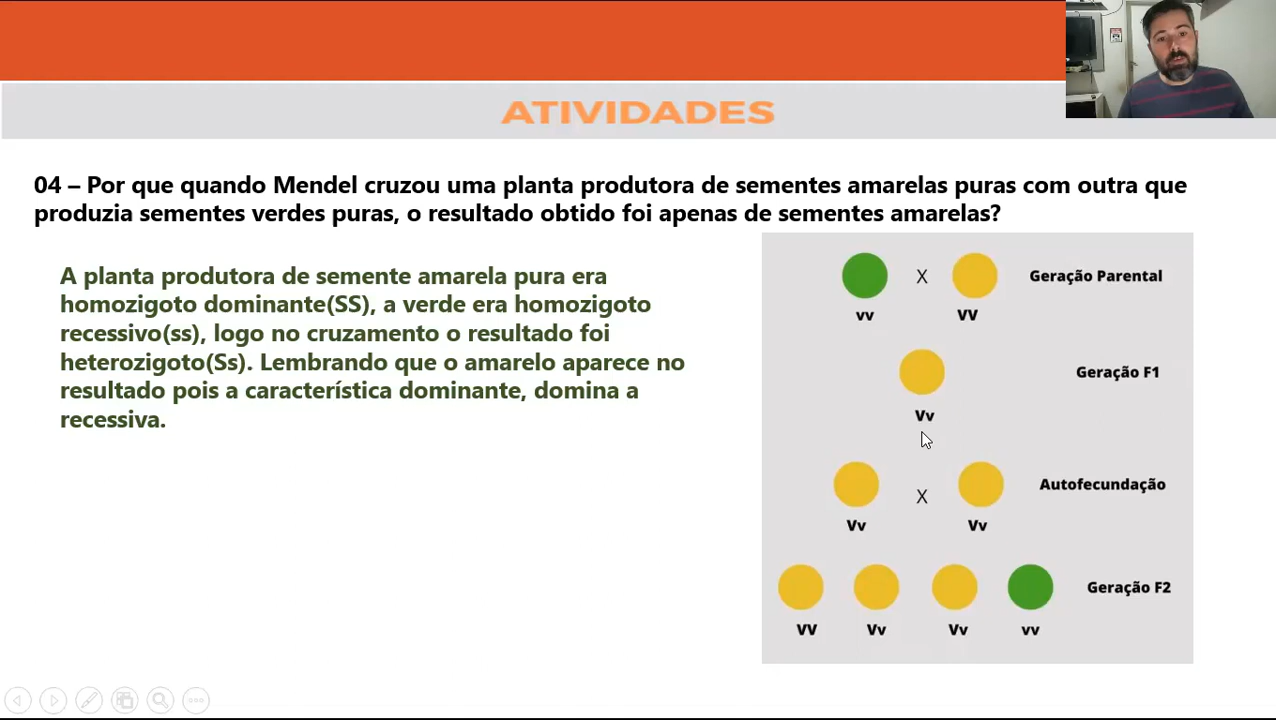 ATIVIDADES
04 – Por que quando Mendel cruzou uma planta produtora de sementes amarelas puras com outra que
produzia sementes verdes puras, o resultado obtido foi apenas de sementes amarelas?
A planta produtora de semente amarela pura era
homozigoto dominante(SS), a verde era homozigoto
recessivo(ss), logo no cruzamento o resultado foi
heterozigoto(Ss). Lembrando que o amarelo aparece no
resultado pois a característica dominante, domina a
recessiva.
X Geração Parental
vv VV
Geração F1
Vv
X Autofecundação
Vv Vv
Geração F2
VV Vv Vv vv